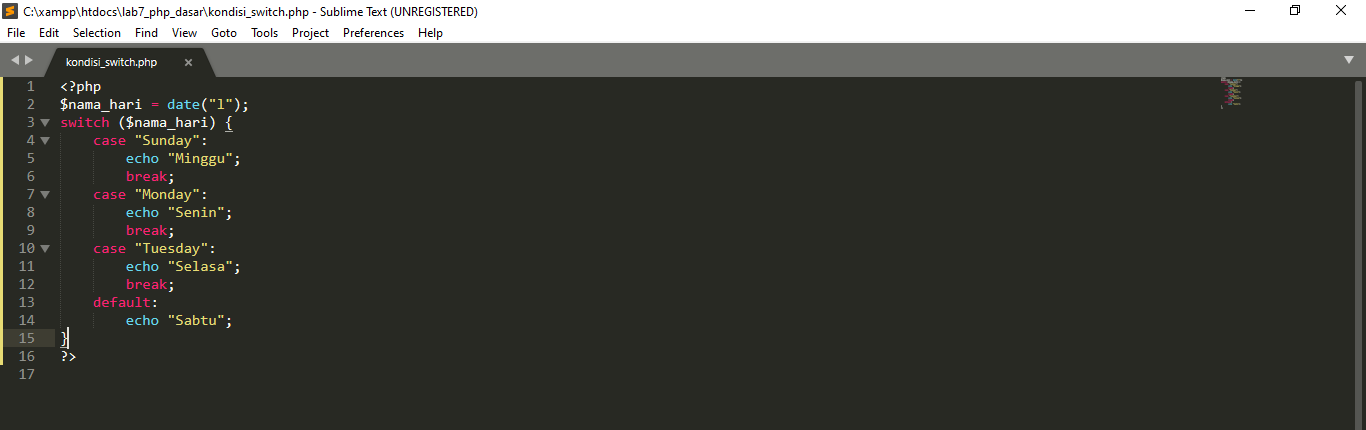 C:\xampp\htdocs\lab7_php_dasar\kondisi_switch.php - Sublime Text (UNREGISTERED)
File Edit Selection Find View Goto Tools Project Preferences Help
kondisi_switch.php ×
1 <?php
2 $nama_hari = date("l");
3 switch ($nama_hari) {
4 case "Sunday":
5 echo "Minggu";
6 break;
7 case "Monday":
8 echo "Senin";
9 break;
10 case "Tuesday":
11 echo "Selasa";
12 break;
13 default:
14 echo "Sabtu";
15 }
16 ?>
17